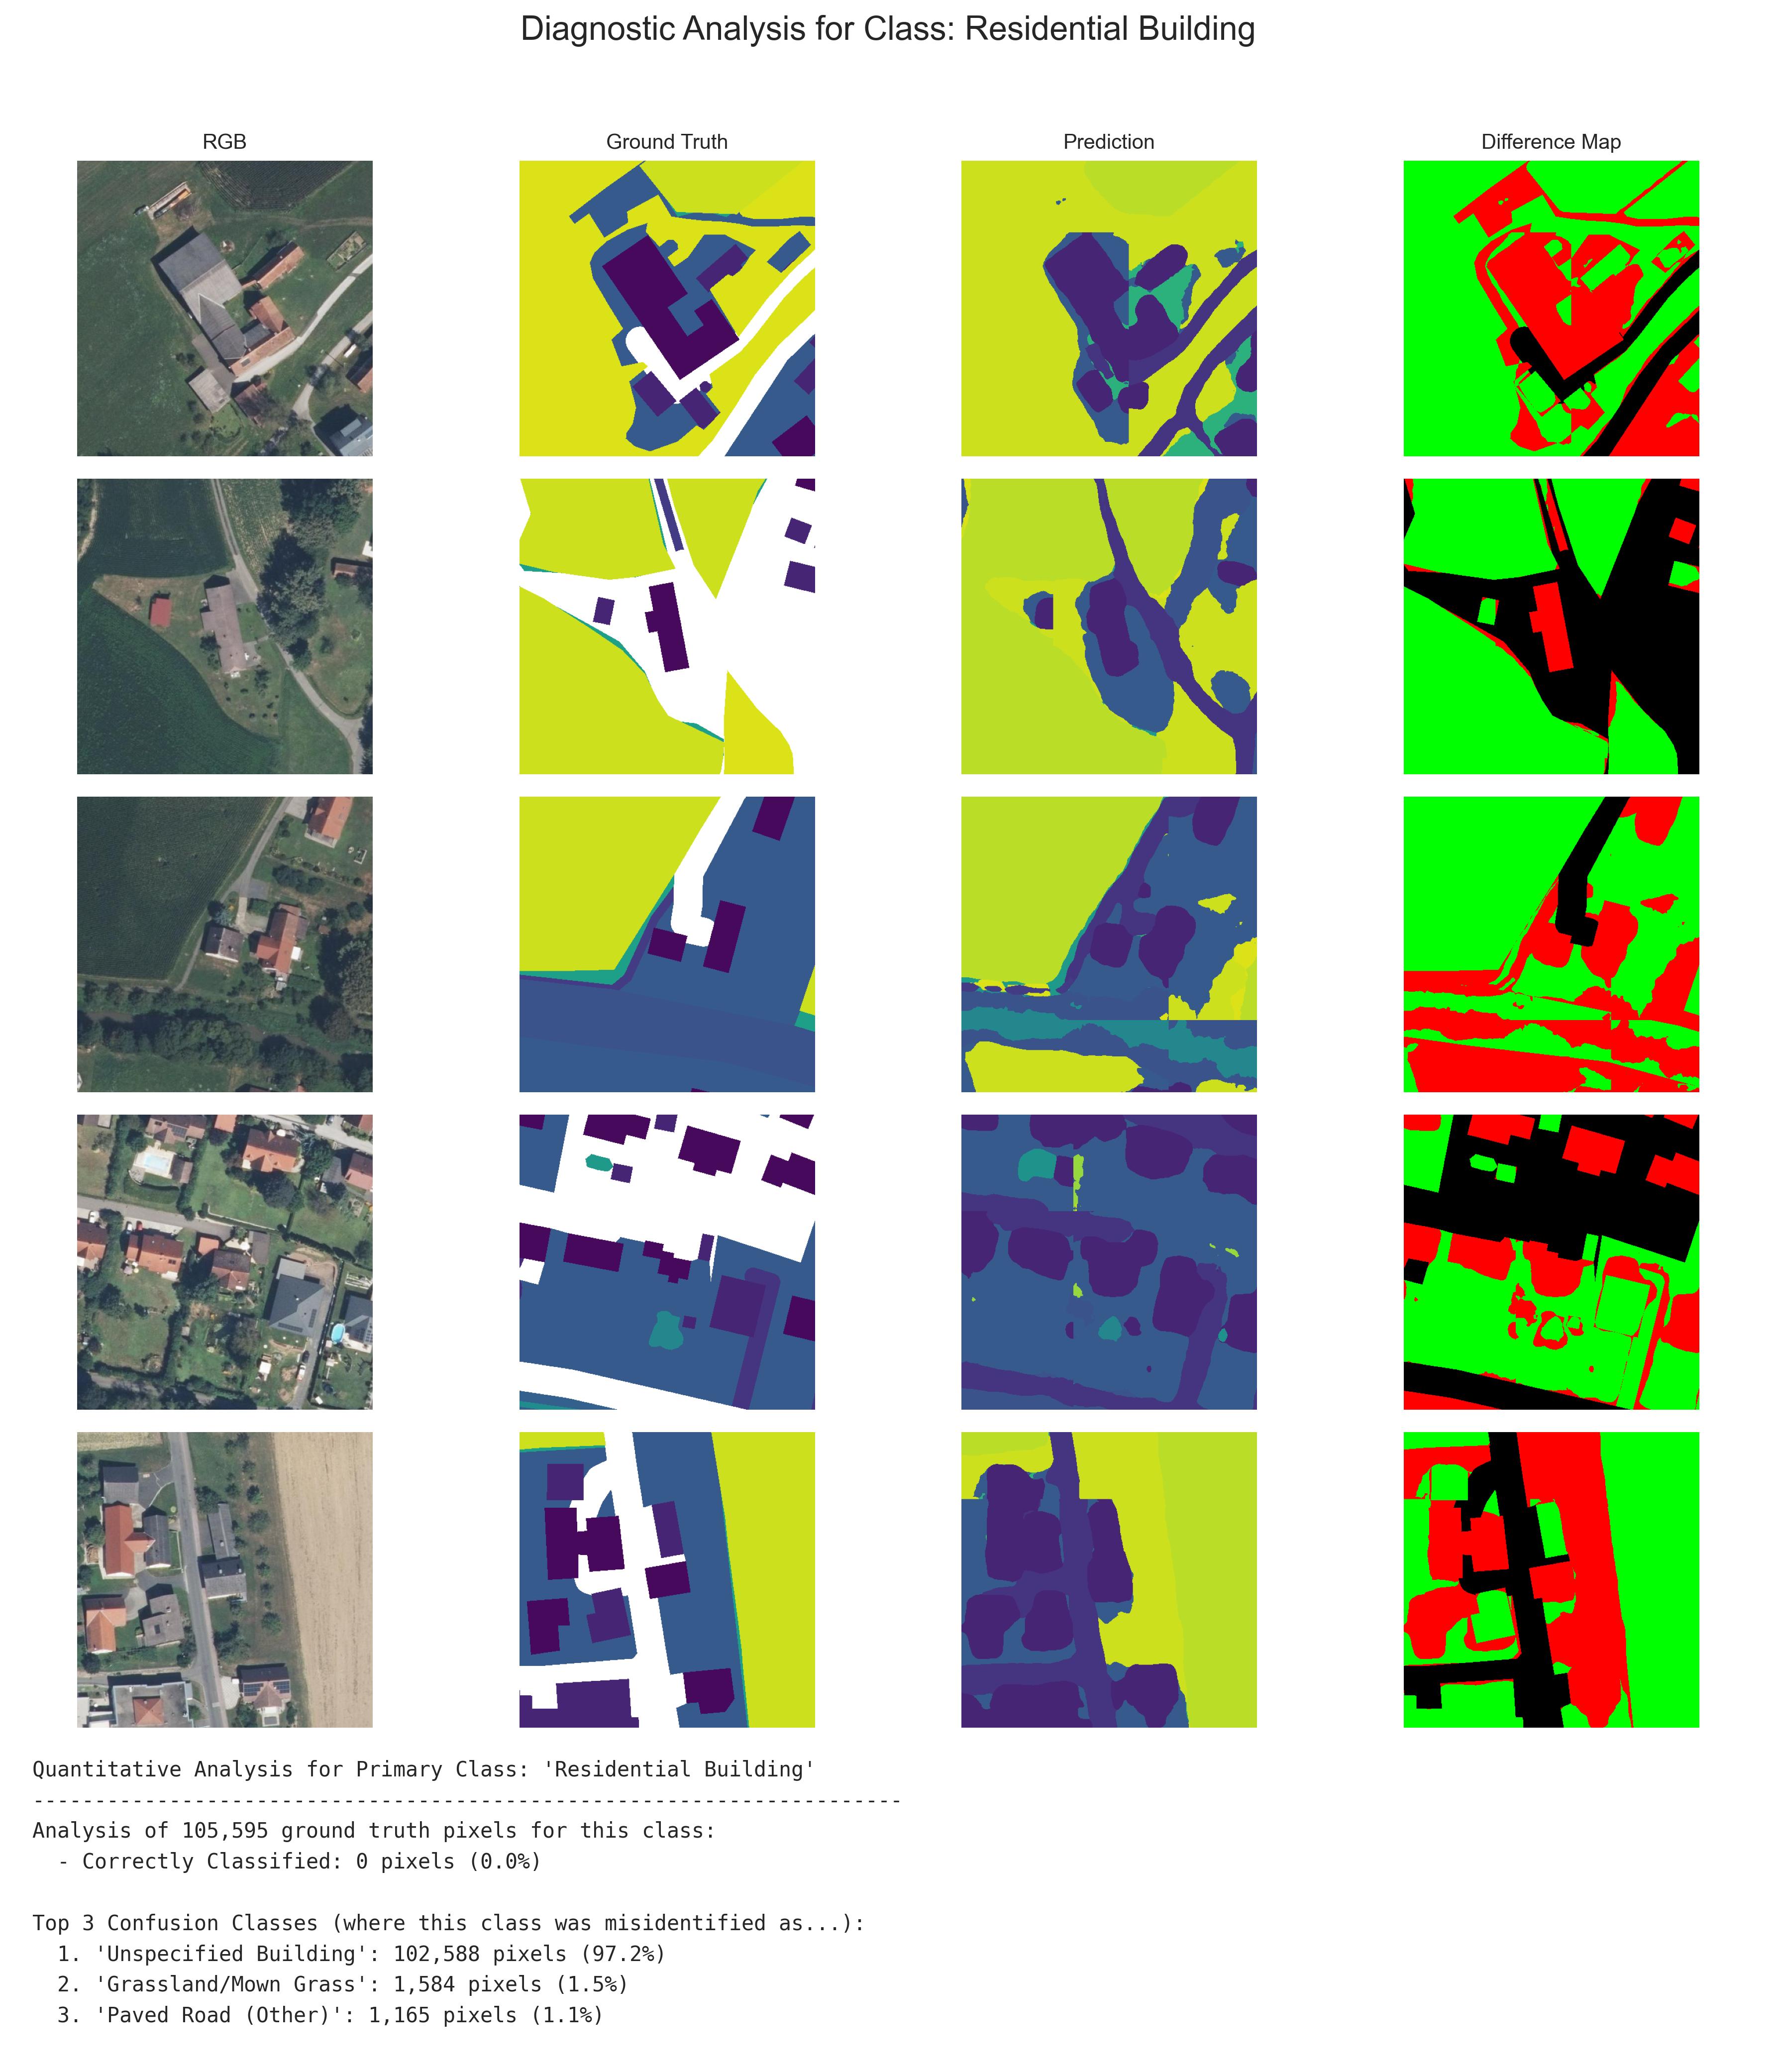 Diagnostic Analysis for Class: Residential Building
RGB
Ground Truth
Prediction
Difference Map
Quantitative Analysis for Primary Class: 'Residential Building'
----------------------------------------------------------------------
Analysis of 105,595 ground truth pixels for this class:
- Correctly Classified: 0 pixels (0.0%)
Top 3 Confusion Classes (where this class was misidentified as...):
1. 'Unspecified Building': 102,588 pixels (97.2%)
2. 'Grassland/Mown Grass': 1,584 pixels (1.5%)
3. 'Paved Road (Other)': 1,165 pixels (1.1%)